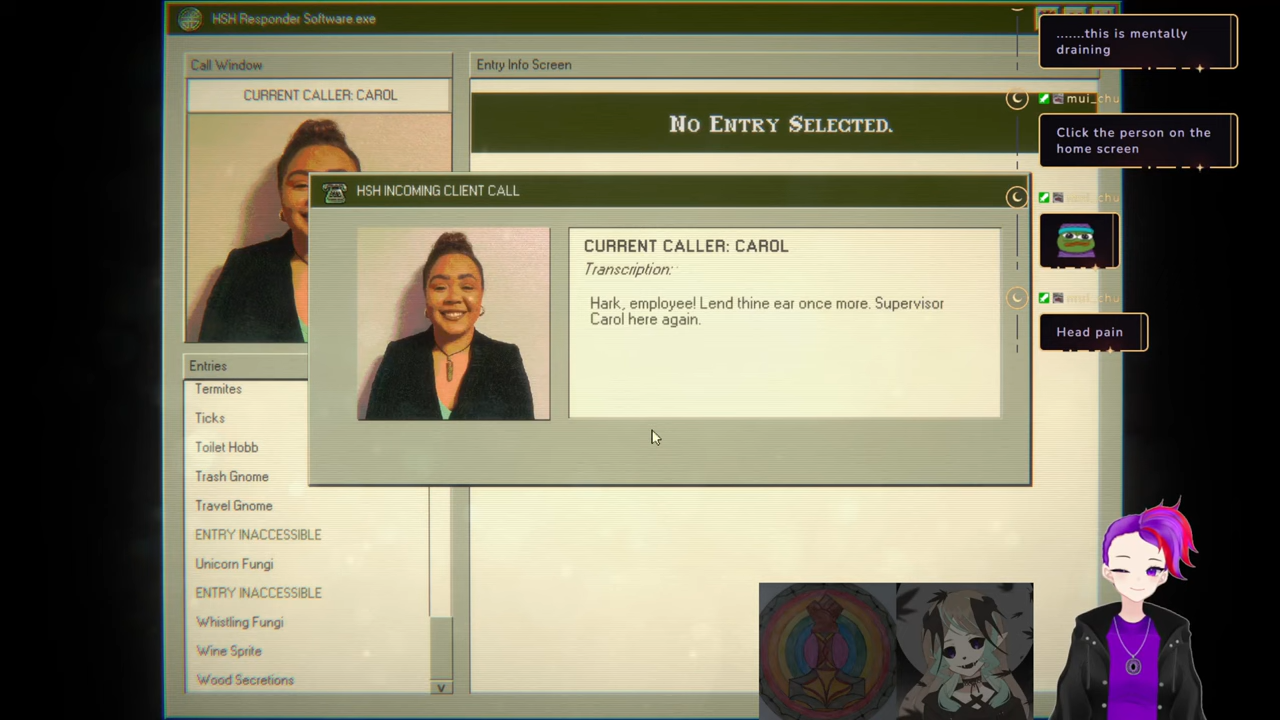 HSH Responder Software.exe
Call Window
CURRENT CALLER: CAROL
Entry Info Screen
NO ENTRY SELECTED.
HSH INCOMING CLIENT CALL
CURRENT CALLER: CAROL
Transcription:
Hark, employee! Lend thine ear once more. Supervisor
Carol here again.
Entries
Termites
Ticks
Toilet Hobb
Trash Gnome
Travel Gnome
ENTRY INACCESSIBLE
Unicorn Fungi
ENTRY INACCESSIBLE
Whistling Fungi
Wine Sprite
Wood Secretions
.......this is mentally
draining
mui_chu
Click the person on the
home screen
mui_chu
mui_chu
Head pain